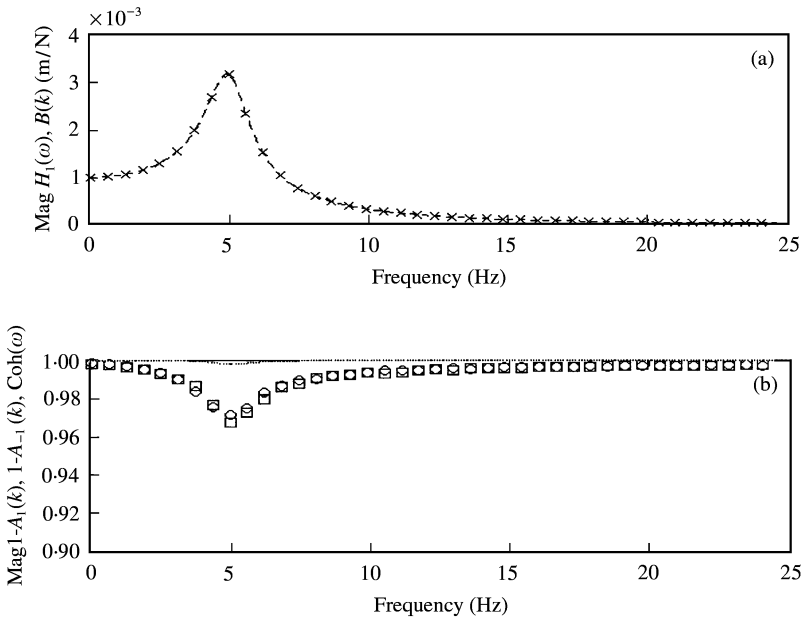 ×10⁻³
4
3
2
1
0
Mag H₁(ω), B(k) (m/N)
(a)
0 5 10 15 20 25
Frequency (Hz)
1·00
0·98
0·96
0·94
0·92
0·90
Mag1-A₁(k), 1-A₋₁(k), Coh(ω)
(b)
0 5 10 15 20 25
Frequency (Hz)